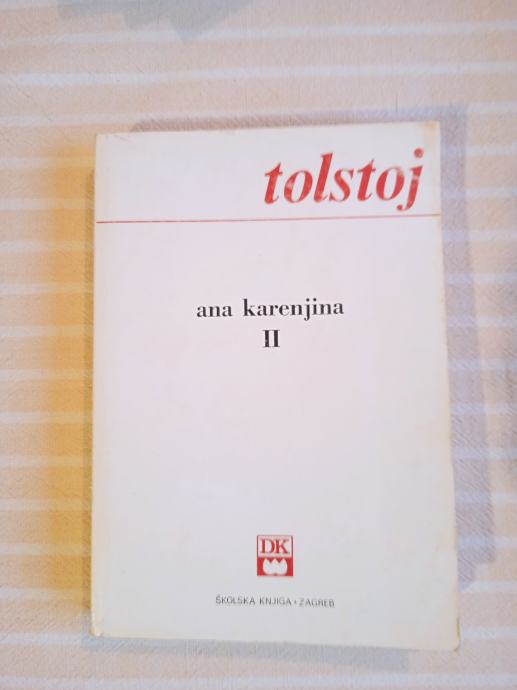 tolstoj
ana karenjina
II
DK
ŠKOLSKA KNJIGA • ZAGREB